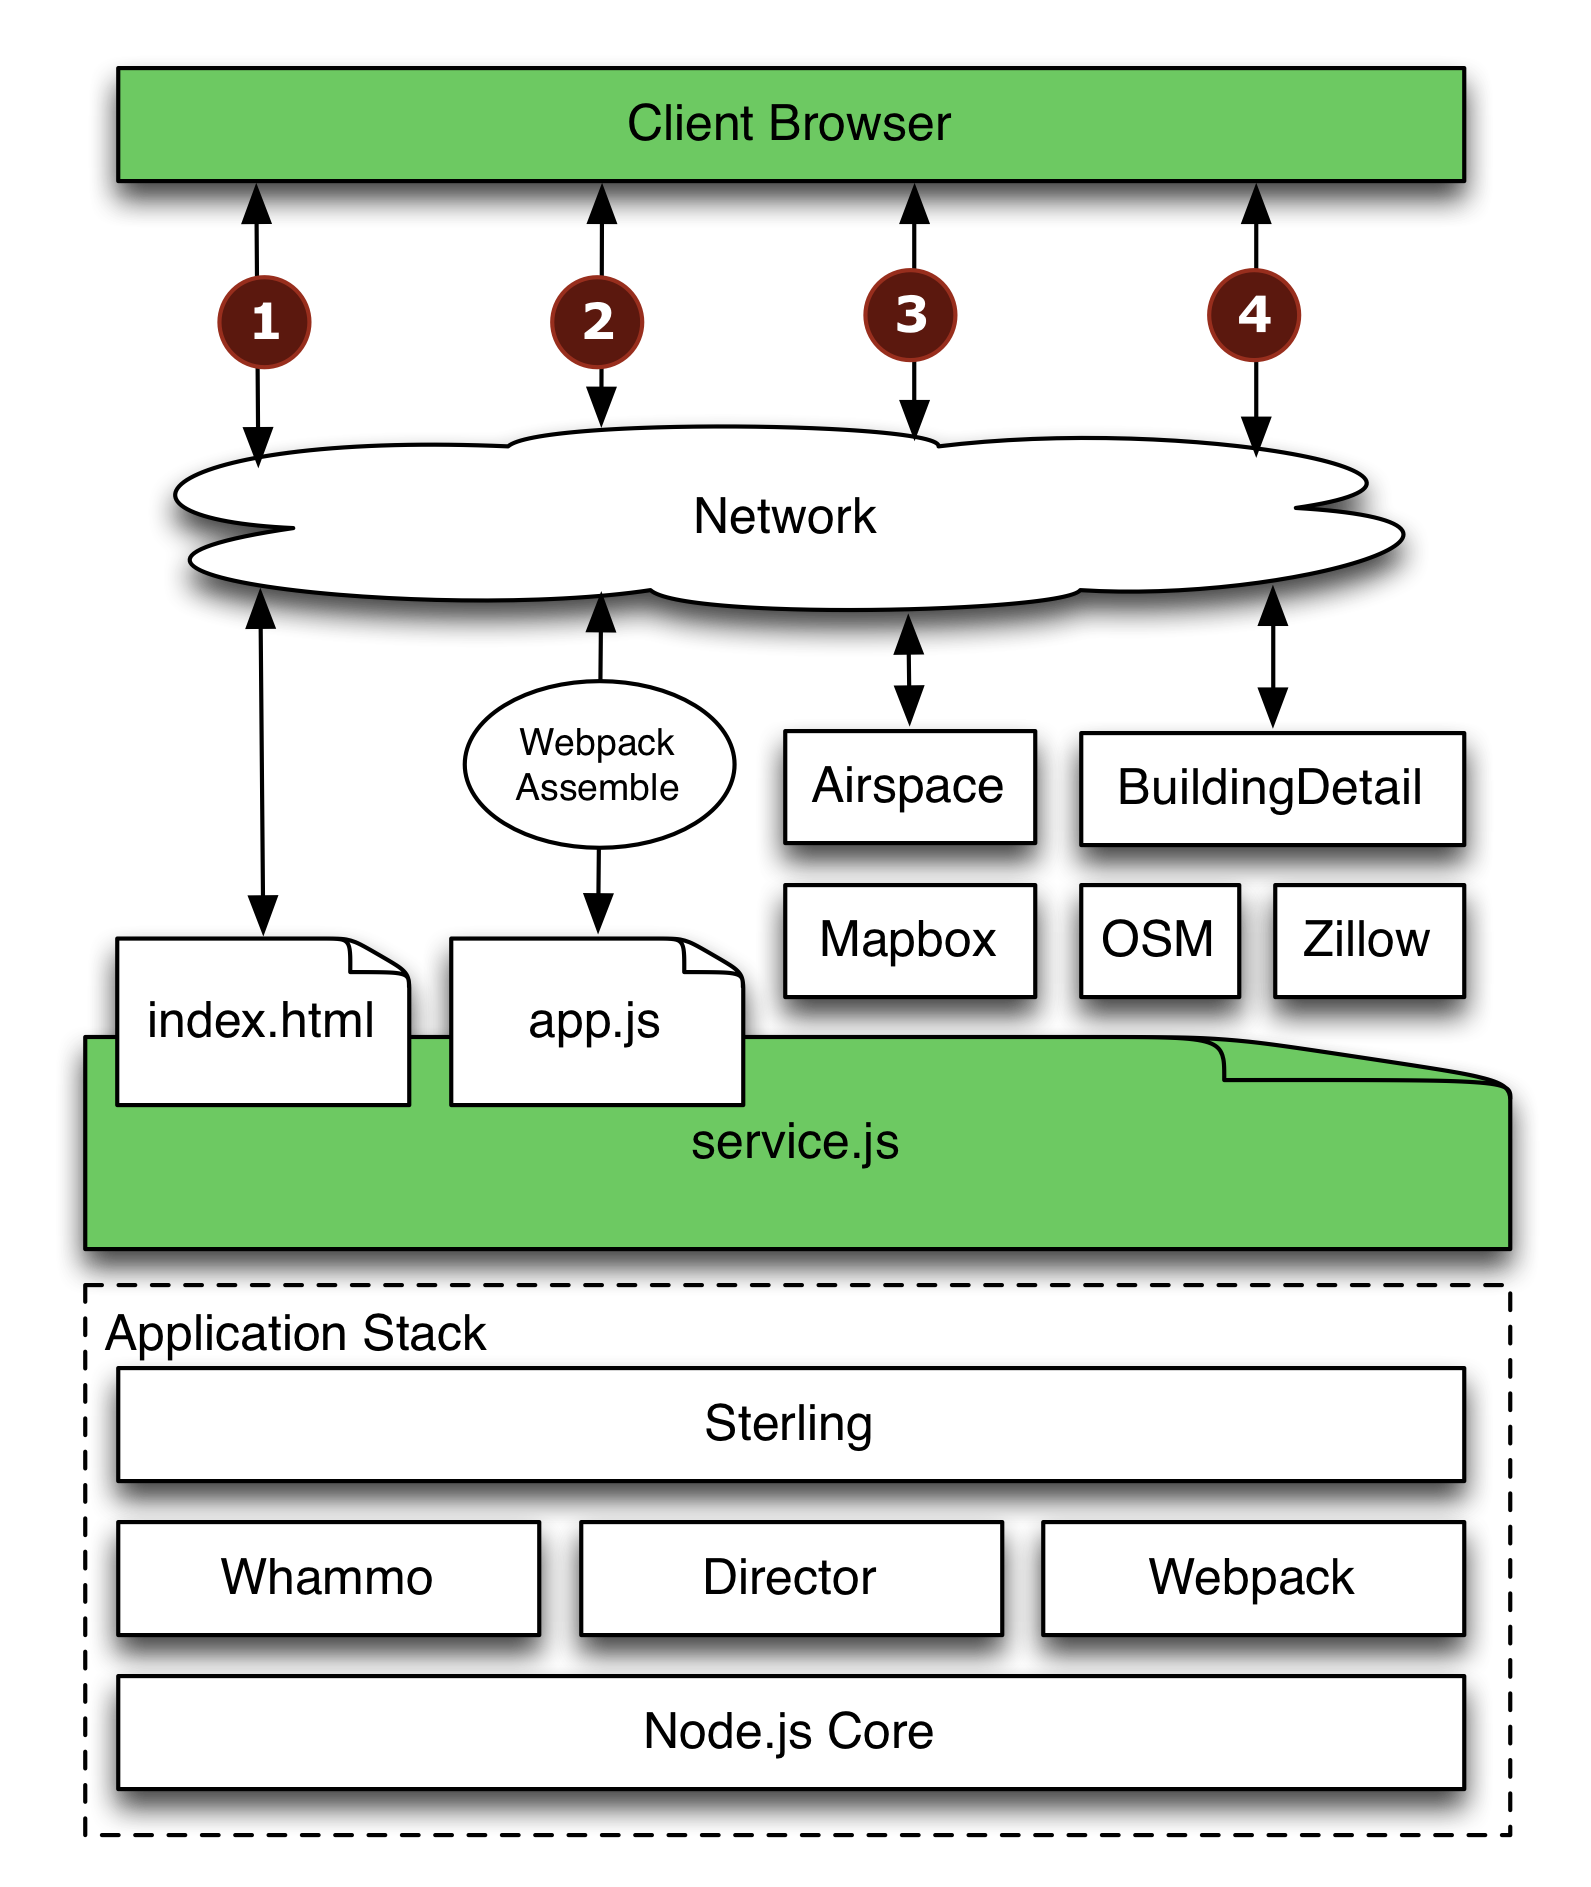 Client Browser
1
2
3
4
Network
Webpack
Assemble
Airspace
BuildingDetail
Mapbox
OSM
Zillow
index.html
app.js
service.js
Application Stack
Sterling
Whammo
Director
Webpack
Node.js Core